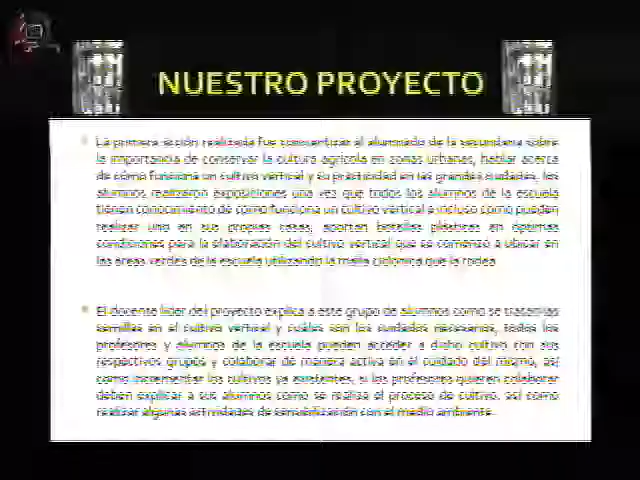 NUESTRO PROYECTO
La primera acción realizada fue concientizar al alumnado de la secundaria sobre
la importancia de conservar la cultura agrícola en zonas urbanas, hablar acerca
de cómo funciona un cultivo vertical y su practicidad en las grandes ciudades, los
alumnos realizaron exposiciones una vez que todos los alumnos de la escuela
tienen conocimiento de cómo funciona un cultivo vertical e incluso cómo pueden
realizar uno en sus propias casas, aportan botellas plásticas en óptimas
condiciones para la elaboración del cultivo vertical que se comenzó a ubicar en
las áreas verdes de la escuela utilizando la malla ciclónica que la rodea
El docente líder del proyecto explica a este grupo de alumnos como se tratan las
semillas en el cultivo vertical y cuáles son los cuidados necesarios, todos los
profesores y alumnos de la escuela pueden acceder a dicho cultivo con sus
respectivos grupos y colaborar de manera activa en el cuidado del mismo, así
como incrementar los cultivos ya existentes, si los profesores quieren colaborar
deben explicar a sus alumnos como se realiza el proceso de cultivo, así como
realizar algunas actividades de sensibilización con el medio ambiente.